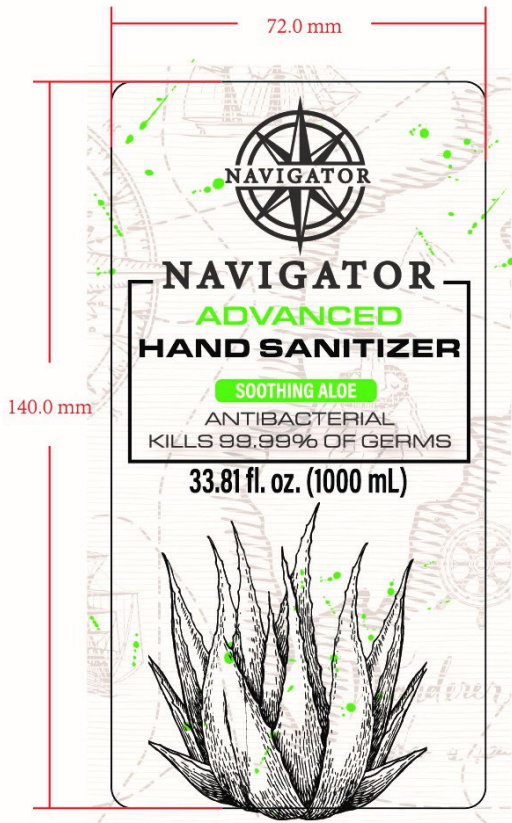 72.0 mm
NAVIGATOR
NAVIGATOR
ADVANCED
HAND SANITIZER
140.0 mm
SOOTHING ALOE
ANTIBACTERIAL
KILLS 99.99% OF GERMS
33.81 fl. oz. (1000 mL)